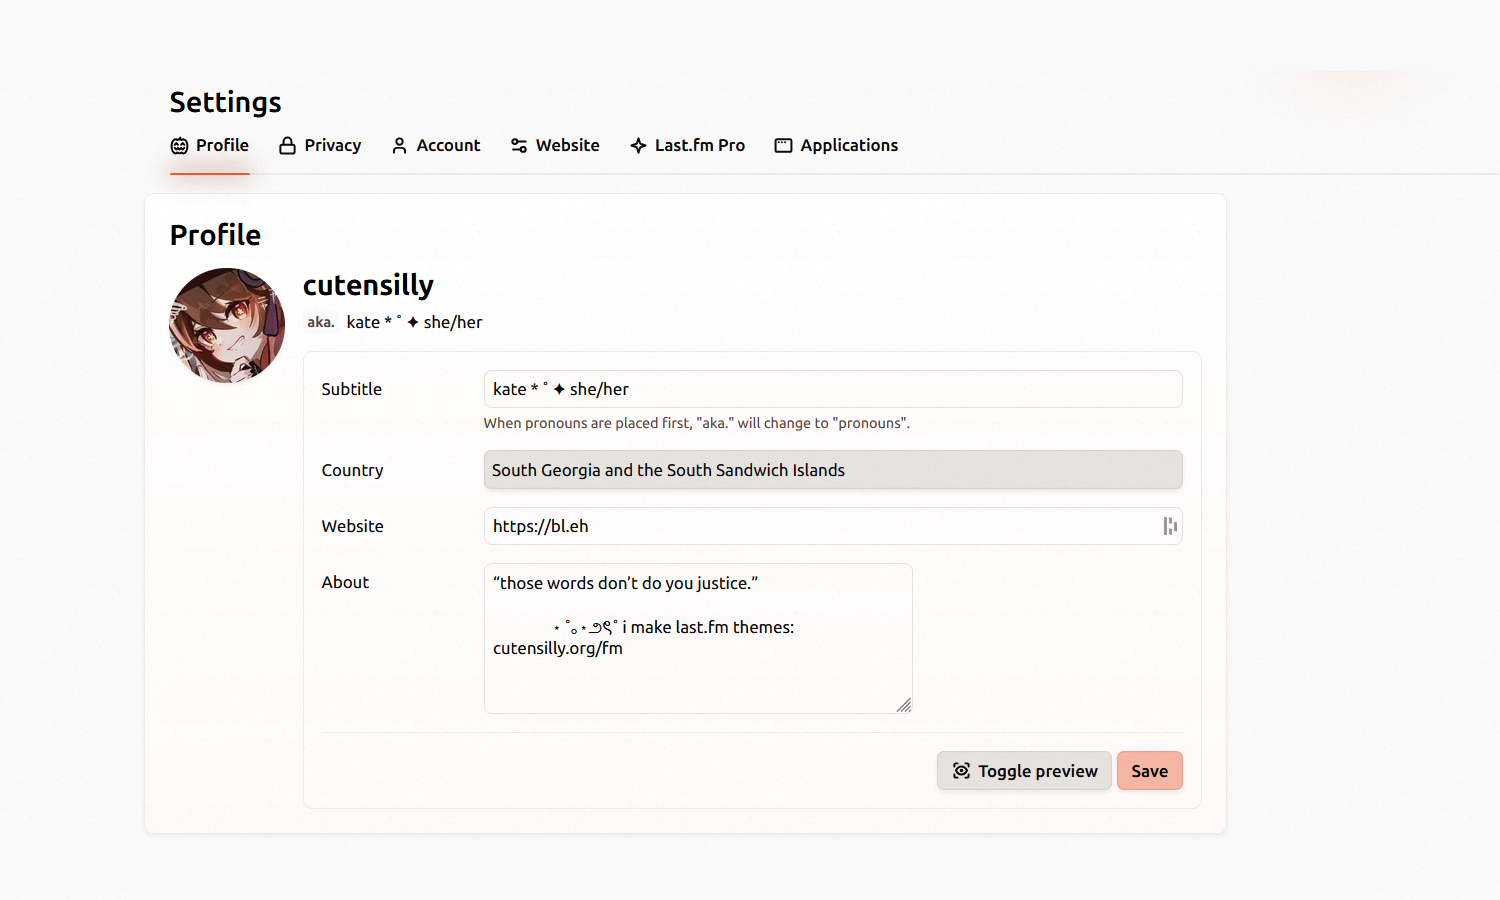 Settings
Profile Privacy Account Website Last.fm Pro Applications
Profile
cutensilly
aka. kate * ˚ ✦ she/her
Subtitle kate * ˚ ✦ she/her
When pronouns are placed first, "aka." will change to "pronouns".
Country South Georgia and the South Sandwich Islands
Website https://bl.eh
About “those words don’t do you justice.”
⋆ ˚｡⋆୨ৎ˚ i make last.fm themes:
cutensilly.org/fm
Toggle preview Save